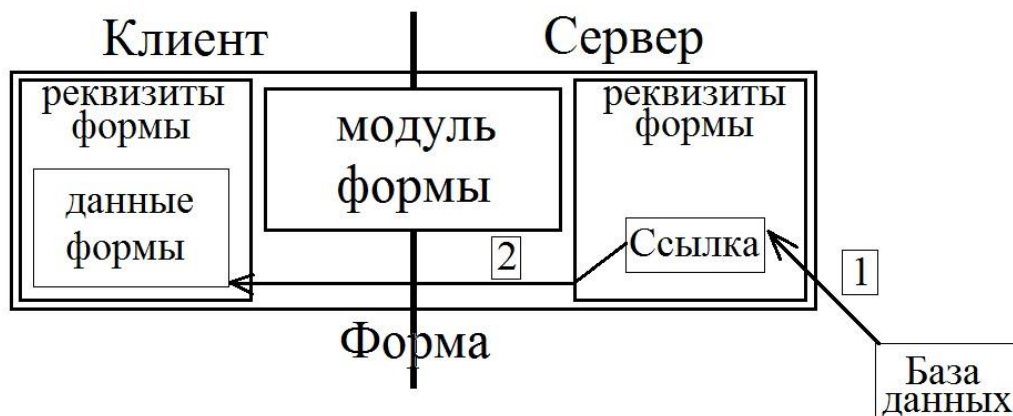 Клиент
Сервер
реквизиты
формы
данные
формы
модуль
формы
реквизиты
формы
Ссылка
2
1
Форма
База
данных